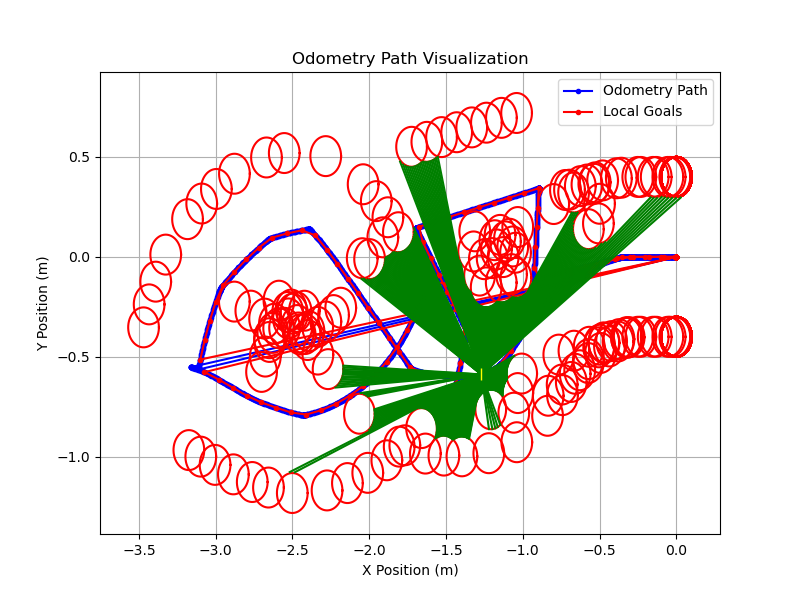 Odometry Path Visualization
Odometry Path
Local Goals
Y Position (m)
0.5
0.0
−0.5
−1.0
−3.5 −3.0 −2.5 −2.0 −1.5 −1.0 −0.5 0.0
X Position (m)